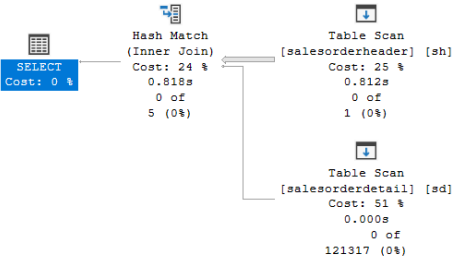 Hash Match
(Inner Join)
Cost: 24 %
0.818s
0 of
5 (0%)
Table Scan
[salesorderheader] [sh]
Cost: 25 %
0.812s
0 of
1 (0%)
SELECT
Cost: 0 %
Table Scan
[salesorderdetail] [sd]
Cost: 51 %
0.000s
0 of
121317 (0%)